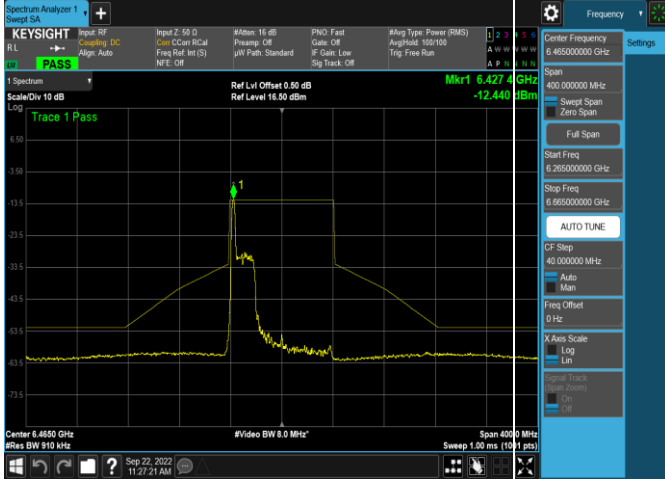 Spectrum Analyzer 1
Swept SA
KEYSIGHT
Input: RF
Input Z: 50 Ω
#Atten: 16 dB
PNO: Fast
#Avg Type: Power (RMS)
1 2 3 4 5 6
RL
Coupling: DC
Corr CCorr RCal
Preamp: Off
Gate: Off
Avg|Hold: 100/100
A W W W W W
Align: Auto
Freq Ref: Int (S)
µW Path: Standard
IF Gain: Low
Trig: Free Run
LV
PASS
NFE: Off
Sig Track: Off
A P N N N N
1 Spectrum
Ref Lvl Offset 0.50 dB
Mkr1 6.427 4 GHz
Scale/Div 10 dB
Ref Level 16.50 dBm
-12.440 dBm
Log
Trace 1 Pass
6.50
-3.50
1
-13.5
-23.5
-33.5
-43.5
-53.5
-63.5
-73.5
Center 6.4650 GHz
#Video BW 8.0 MHz*
Span 400.0 MHz
#Res BW 910 kHz
Sweep 1.00 ms (1001 pts)
?
Sep 22, 2022
11:27:21 AM
Frequency
Settings
Center Frequency
6.465000000 GHz
Span
400.000000 MHz
Swept Span
Zero Span
Full Span
Start Freq
6.265000000 GHz
Stop Freq
6.665000000 GHz
AUTO TUNE
CF Step
40.000000 MHz
Auto
Man
Freq Offset
0 Hz
X Axis Scale
Log
Lin
Signal Track
(Span Zoom)
On
Off